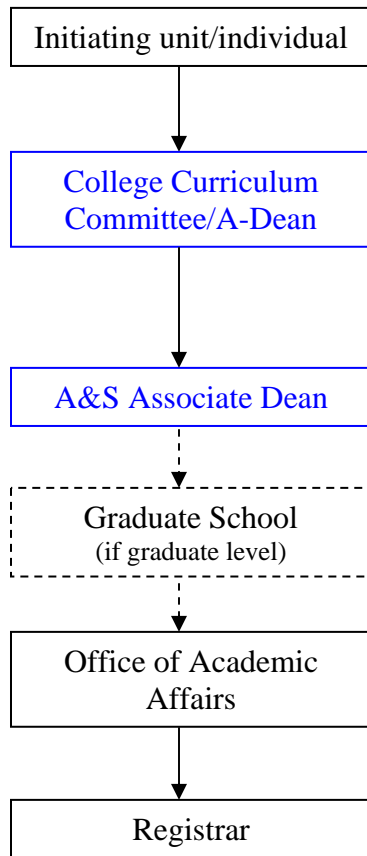 Initiating unit/individual
College Curriculum
Committee/A-Dean
A&S Associate Dean
Graduate School
(if graduate level)
Office of Academic
Affairs
Registrar